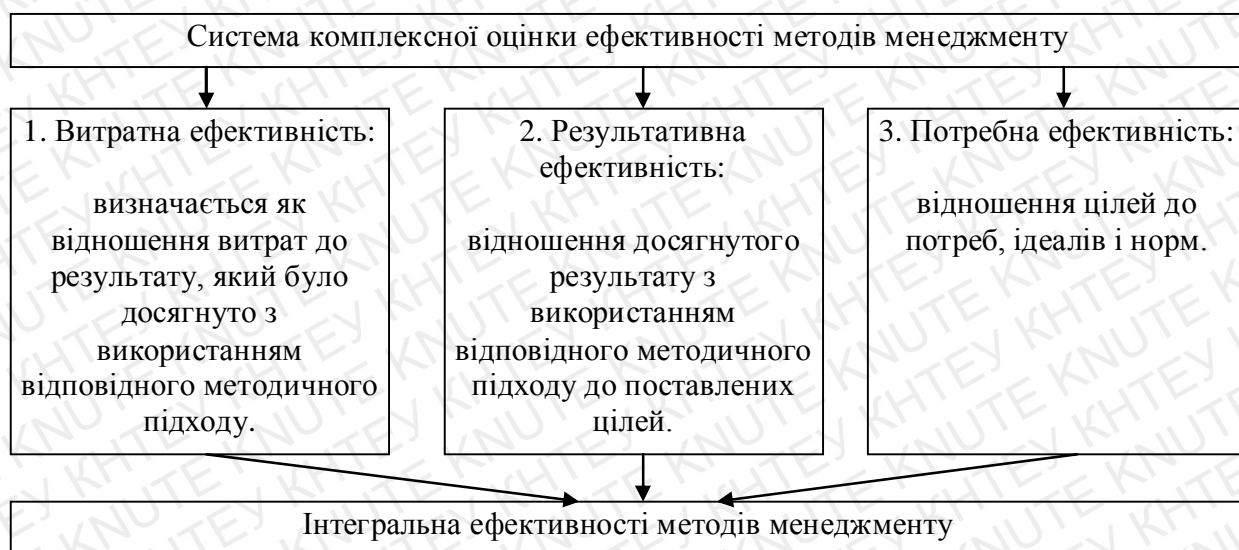 Система комплексної оцінки ефективності методів менеджменту
1. Витратна ефективність:
визначається як
відношення витрат до
результату, який було
досягнуто з
використанням
відповідного методичного
підходу.
2. Результативна
ефективність:
відношення досягнутого
результату з
використанням
відповідного методичного
підходу до поставлених
цілей.
3. Потребна ефективність:
відношення цілей до
потреб, ідеалів і норм.
Інтегральна ефективності методів менеджменту